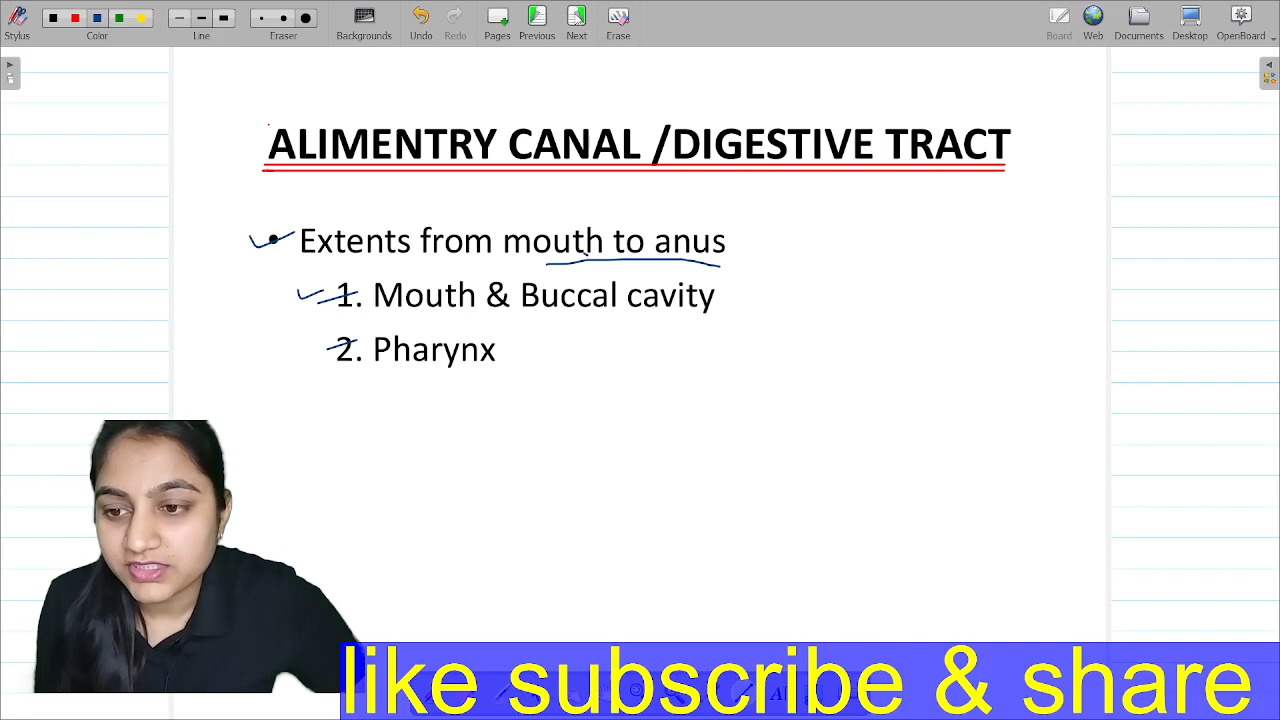 Stylus Color Line Eraser Backgrounds Undo Redo Pages Previous Next Erase Board Web Documents Desktop OpenBoard
ALIMENTRY CANAL /DIGESTIVE TRACT
• Extents from mouth to anus
1. Mouth & Buccal cavity
2. Pharynx
like subscribe & share